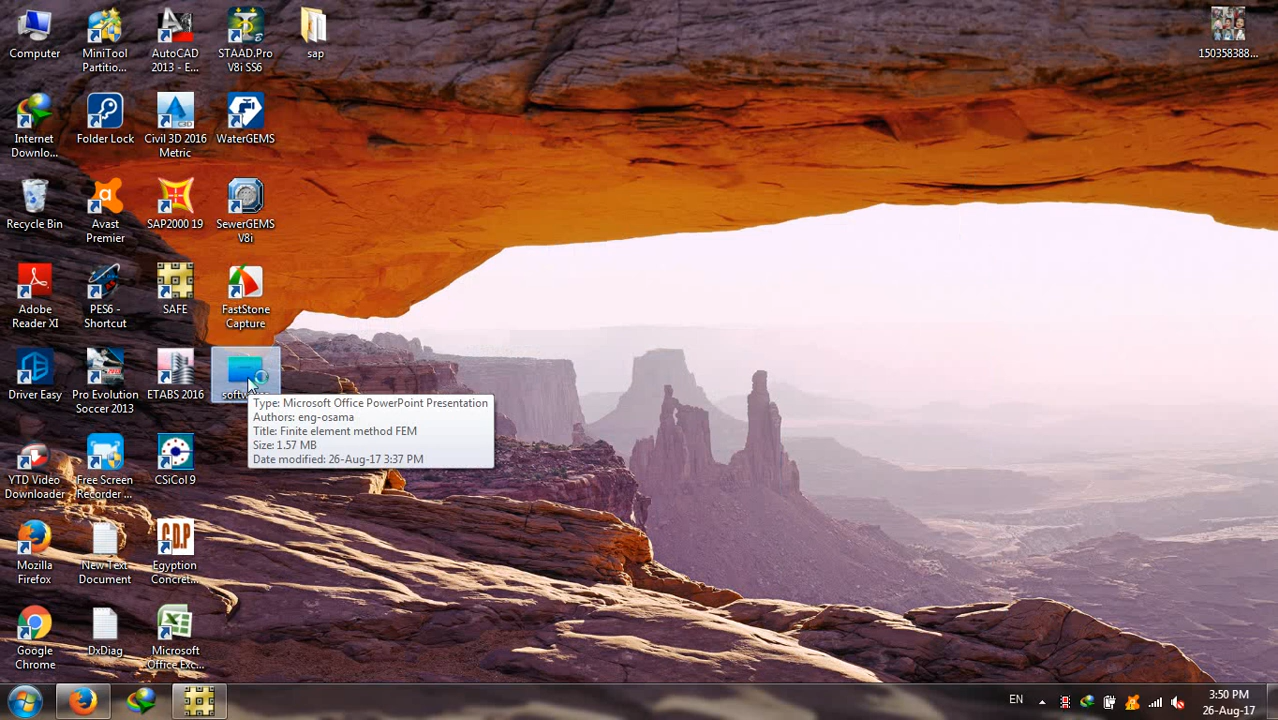 Computer
MiniTool
Partitio...
AutoCAD
2013 - E...
STAAD.Pro
V8i SS6
sap
150358388...
Internet
Downlo...
Folder Lock
Civil 3D 2016
Metric
WaterGEMS
Recycle Bin
Avast
Premier
SAP2000 19
SewerGEMS
V8i
Adobe
Reader XI
PES6 -
Shortcut
SAFE
FastStone
Capture
Driver Easy
Pro Evolution
Soccer 2013
ETABS 2016
Type: Microsoft Office PowerPoint Presentation
Authors: eng-osama
Title: Finite element method FEM
Size: 1.57 MB
Date modified: 26-Aug-17 3:37 PM
YTD Video
Downloader
Free Screen
Recorder ...
CSiCol 9
Mozilla
Firefox
New Text
Document
C.D.P
Egyption
Concret...
Google
Chrome
DxDiag
Microsoft
Office Exc...
EN
3:50 PM
26-Aug-17